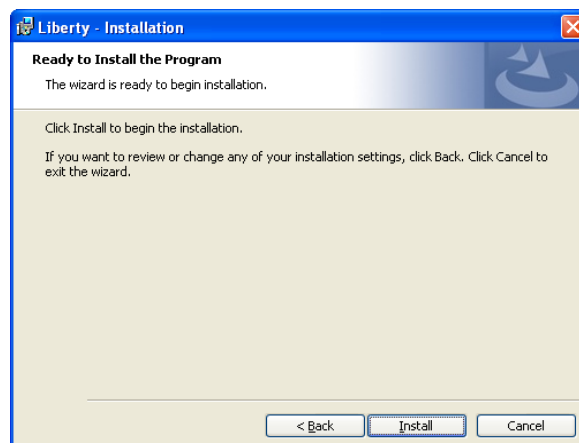 Liberty - Installation
Ready to Install the Program
The wizard is ready to begin installation.
Click Install to begin the installation.
If you want to review or change any of your installation settings, click Back. Click Cancel to
exit the wizard.
< Back
Install
Cancel